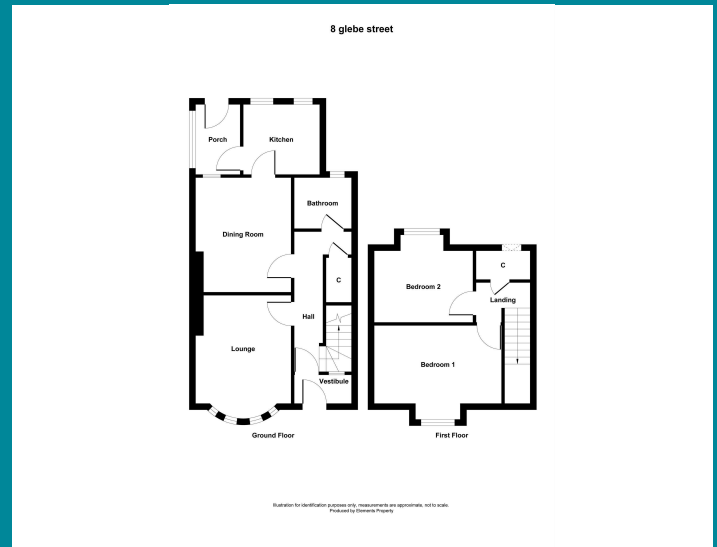 8 glebe street
Porch
Kitchen
Bathroom
Dining Room
C
Hall
Lounge
Vestibule
Ground Floor
C
Bedroom 2
Landing
Bedroom 1
First Floor
Illustration for identification purposes only, measurements are approximate, not to scale.
Produced by Elements Property